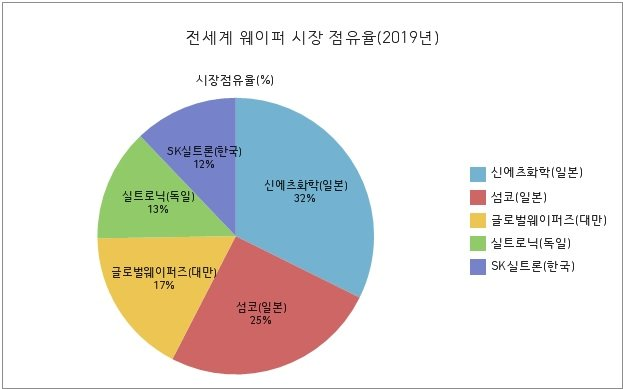 전세계 웨이퍼 시장 점유율(2019년)
시장점유율(%)
SK실트론(한국)
12%
신에츠화학(일본)
32%
실트로닉(독일)
13%
글로벌웨이퍼즈(대만)
17%
섬코(일본)
25%
신에츠화학(일본)
섬코(일본)
글로벌웨이퍼즈(대만)
실트로닉(독일)
SK실트론(한국)